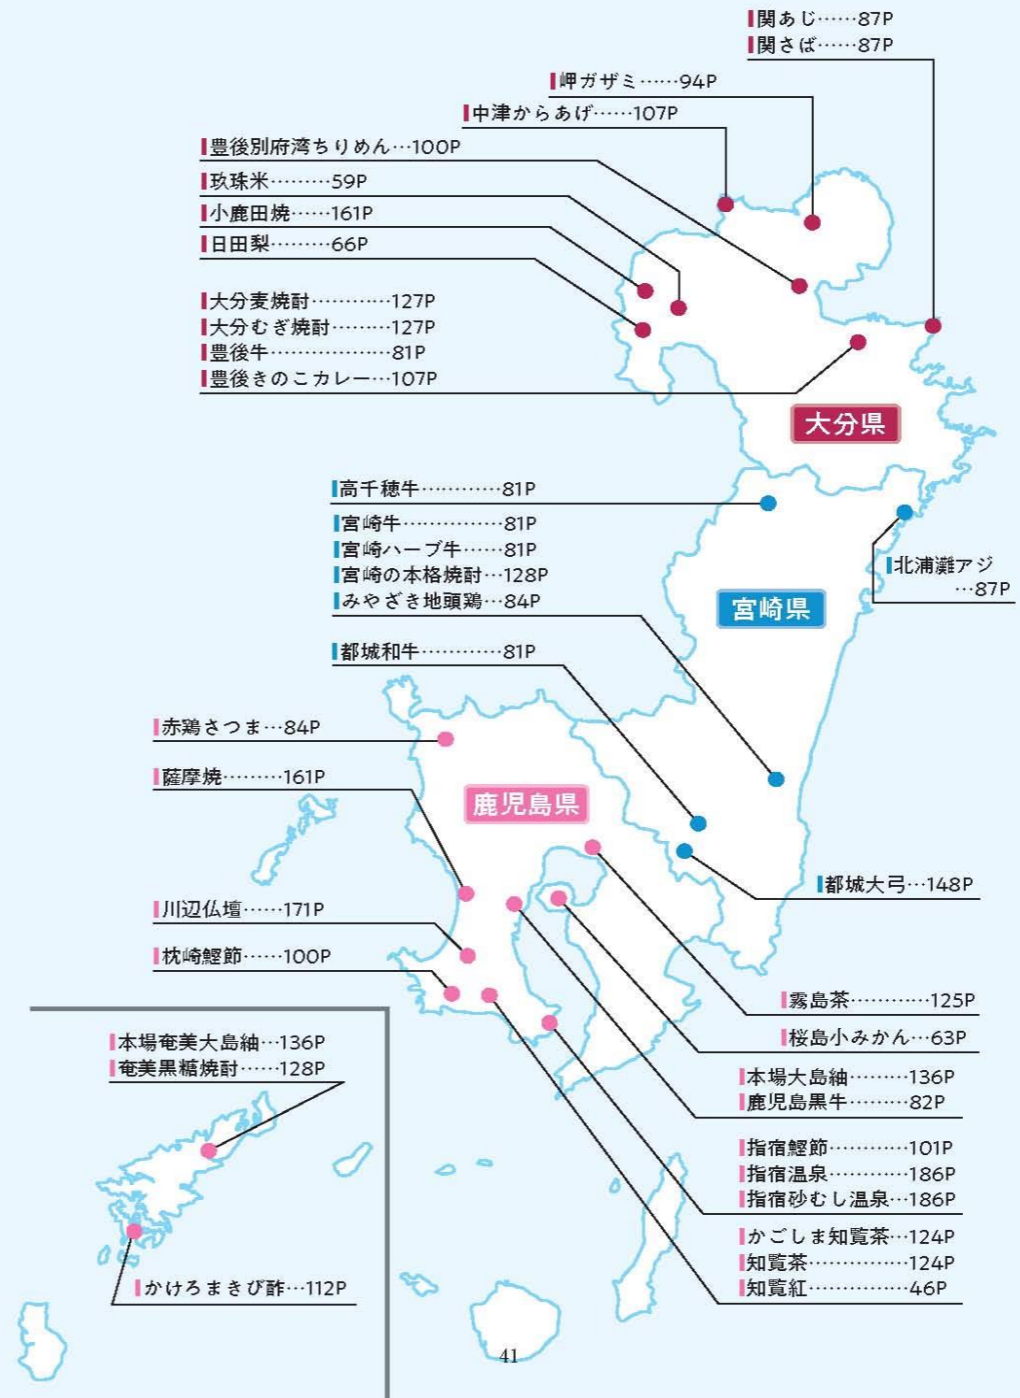 関あじ……87P
関さば……87P
岬ガザミ……94P
中津からあげ……107P
豊後別府湾ちりめん…100P
玖珠米………59P
小鹿田焼……161P
日田梨………66P
大分麦焼酎…………127P
大分むぎ焼酎………127P
豊後牛………………81P
豊後きのこカレー…107P
大分県
高千穂牛…………81P
宮崎牛……………81P
宮崎ハーブ牛……81P
宮崎の本格焼酎…128P
みやざき地頭鶏…84P
北浦灘アジ
…87P
宮崎県
都城和牛…………81P
赤鶏さつま…84P
薩摩焼………161P
鹿児島県
都城大弓…148P
川辺仏壇……171P
枕崎鰹節……100P
霧島茶…………125P
桜島小みかん…63P
本場奄美大島紬…136P
奄美黒糖焼酎……128P
本場大島紬………136P
鹿児島黒牛………82P
指宿鰹節…………101P
指宿温泉…………186P
指宿砂むし温泉…186P
かごしま知覧茶…124P
知覧茶……………124P
知覧紅……………46P
かけろまきび酢…112P
41